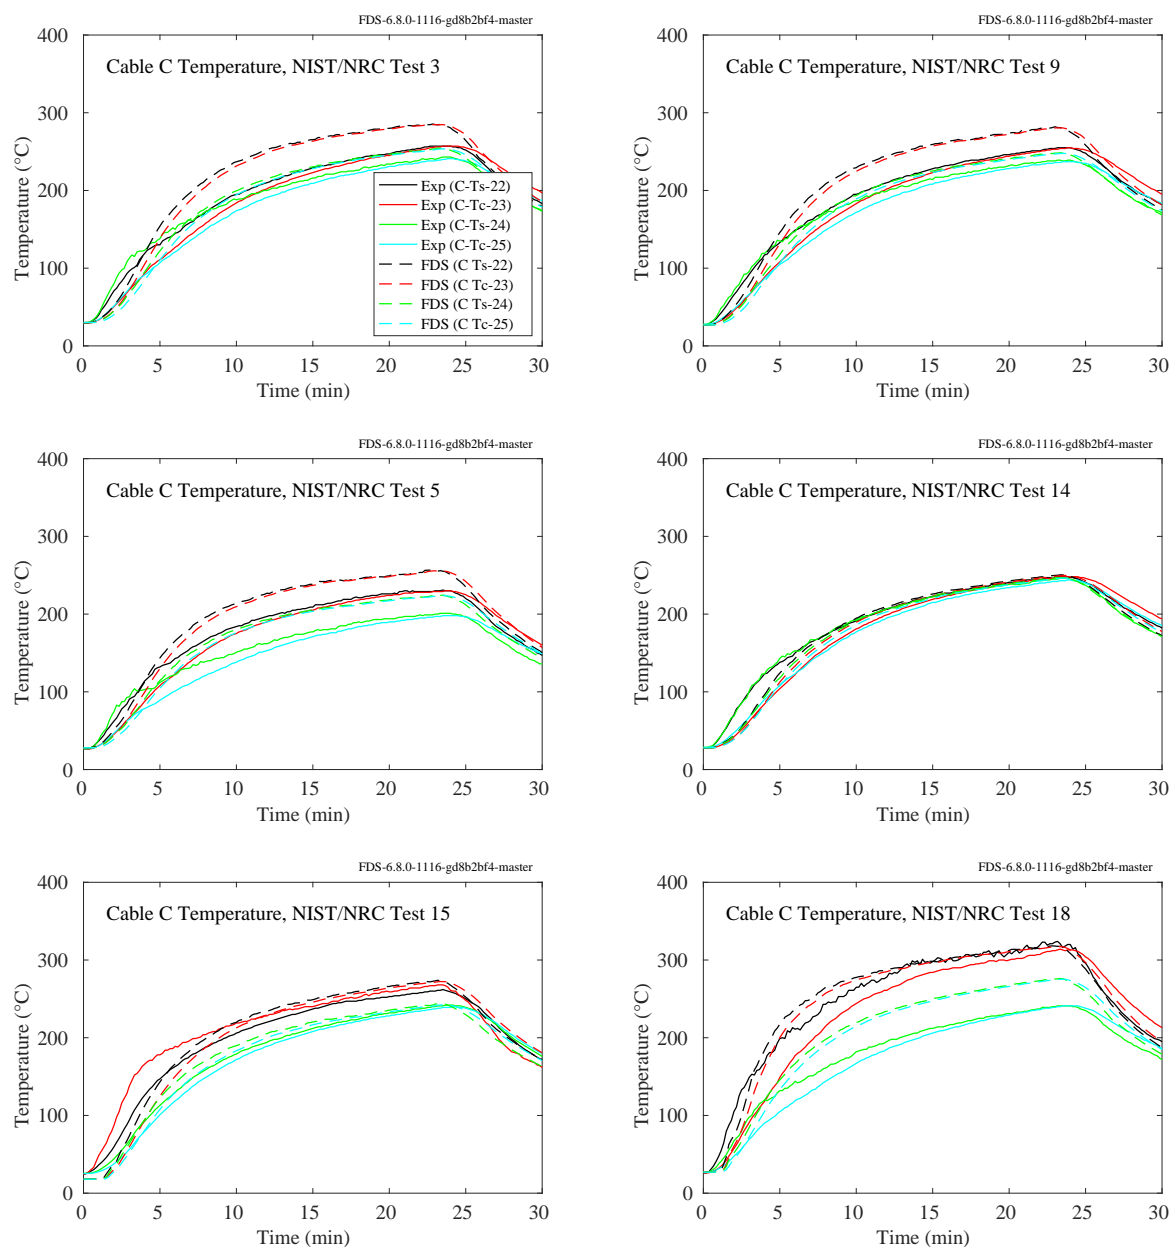 FDS-6.8.0-1116-gd8b2bf4-master
Cable C Temperature, NIST/NRC Test 3
400
300
200
100
0
Temperature (°C)
Exp (C-Ts-22)
Exp (C-Tc-23)
Exp (C-Ts-24)
Exp (C-Tc-25)
FDS (C Ts-22)
FDS (C Tc-23)
FDS (C Ts-24)
FDS (C Tc-25)
0 5 10 15 20 25 30
Time (min)
FDS-6.8.0-1116-gd8b2bf4-master
Cable C Temperature, NIST/NRC Test 9
400
300
200
100
0
Temperature (°C)
0 5 10 15 20 25 30
Time (min)
FDS-6.8.0-1116-gd8b2bf4-master
Cable C Temperature, NIST/NRC Test 5
400
300
200
100
0
Temperature (°C)
0 5 10 15 20 25 30
Time (min)
FDS-6.8.0-1116-gd8b2bf4-master
Cable C Temperature, NIST/NRC Test 14
400
300
200
100
0
Temperature (°C)
0 5 10 15 20 25 30
Time (min)
FDS-6.8.0-1116-gd8b2bf4-master
Cable C Temperature, NIST/NRC Test 15
400
300
200
100
0
Temperature (°C)
0 5 10 15 20 25 30
Time (min)
FDS-6.8.0-1116-gd8b2bf4-master
Cable C Temperature, NIST/NRC Test 18
400
300
200
100
0
Temperature (°C)
0 5 10 15 20 25 30
Time (min)